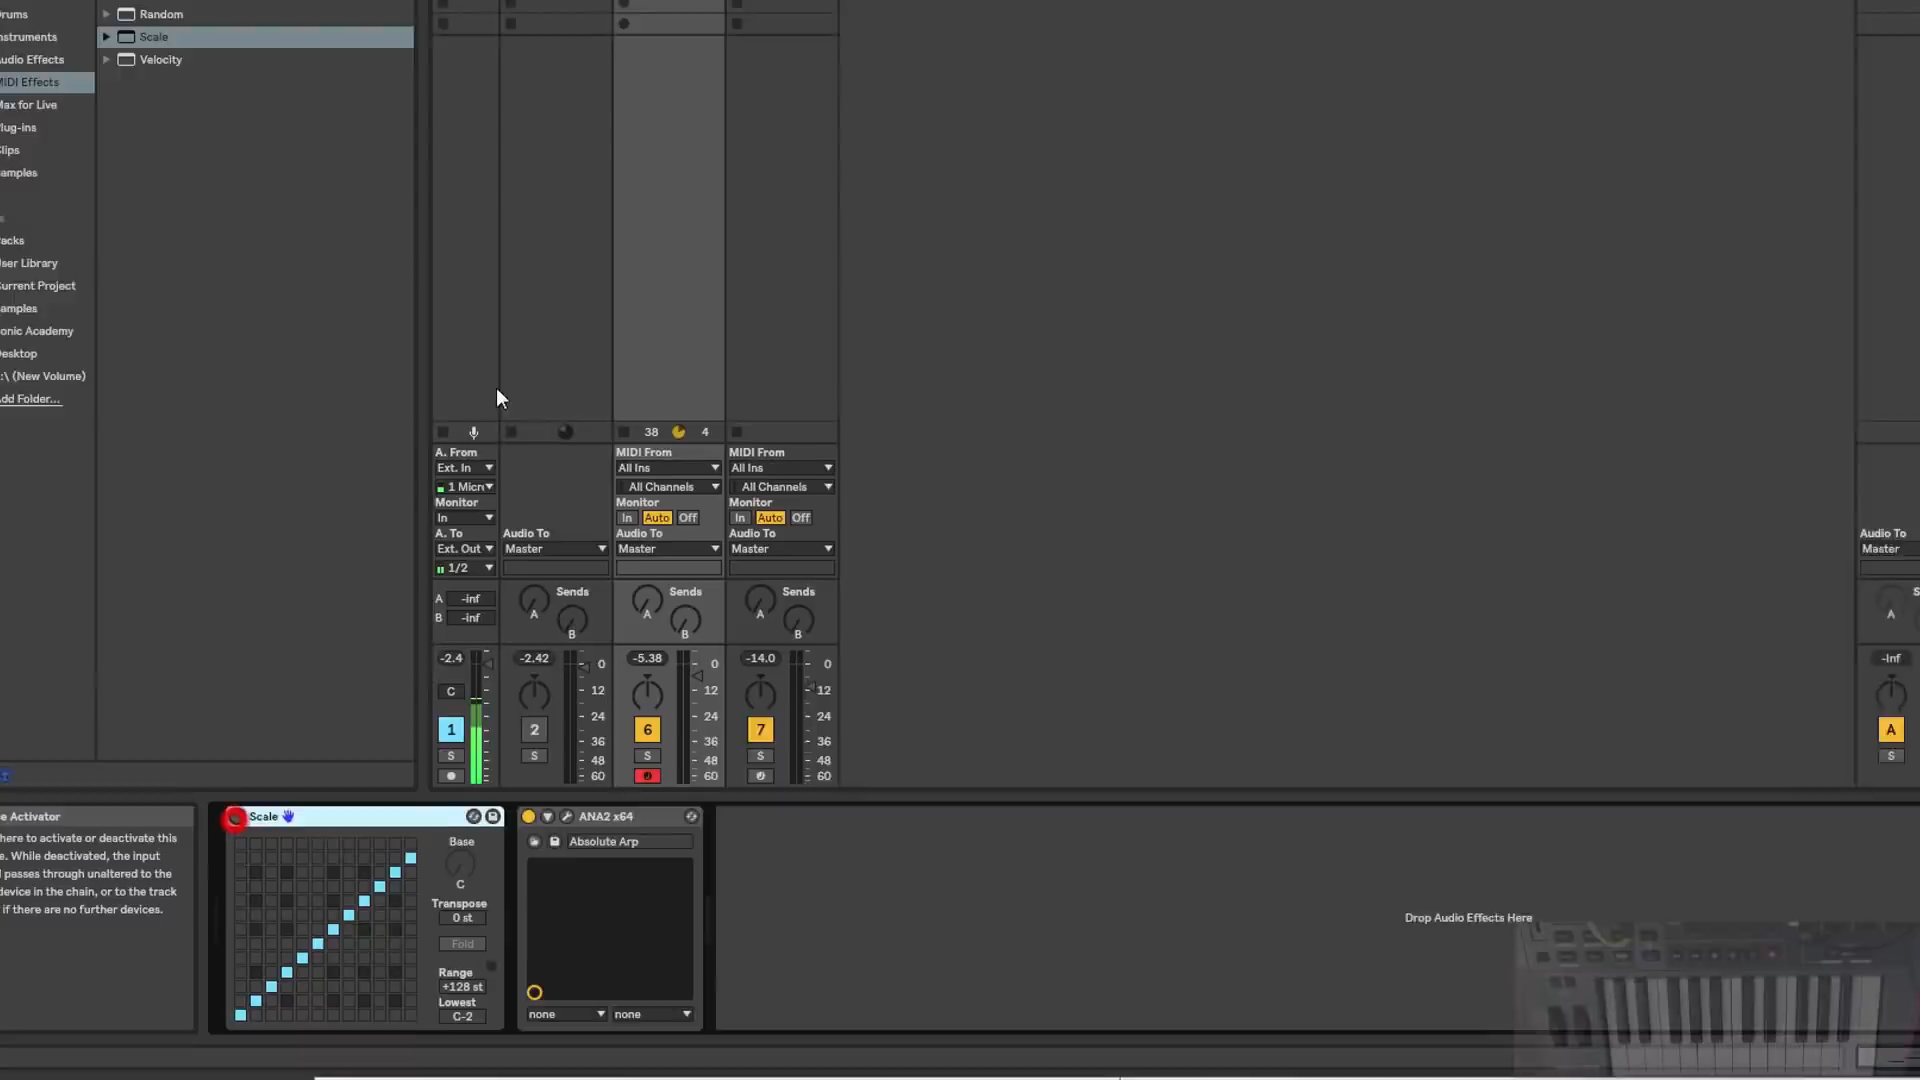 rums
Random
nstruments
Scale
udio Effects
Velocity
MIDI Effects
Max for Live
lug-ins
lips
amples
acks
ser Library
urrent Project
amples
onic Academy
esktop
:\ (New Volume)
dd Folder...
38 4
A. From
Ext. In
1 Micr
Monitor
In
A. To
Ext. Out
1/2
Audio To
Master
MIDI From
All Ins
All Channels
Monitor
In Auto Off
Audio To
Master
MIDI From
All Ins
All Channels
Monitor
In Auto Off
Audio To
Master
Audio To
Master
A -inf
B -inf
Sends
A
B
Sends
A
B
Sends
A
B
S
A
-2.4
C
1
S
-2.42
2
S
0
12
24
36
48
60
-5.38
6
S
0
12
24
36
48
60
-14.0
7
S
0
12
24
36
48
60
-Inf
A
S
e Activator
here to activate or deactivate this
e. While deactivated, the input
l passes through unaltered to the
device in the chain, or to the track
if there are no further devices.
Scale
Base
C
Transpose
0 st
Fold
Range
+128 st
Lowest
C-2
ANA2 x64
Absolute Arp
none none
Drop Audio Effects Here